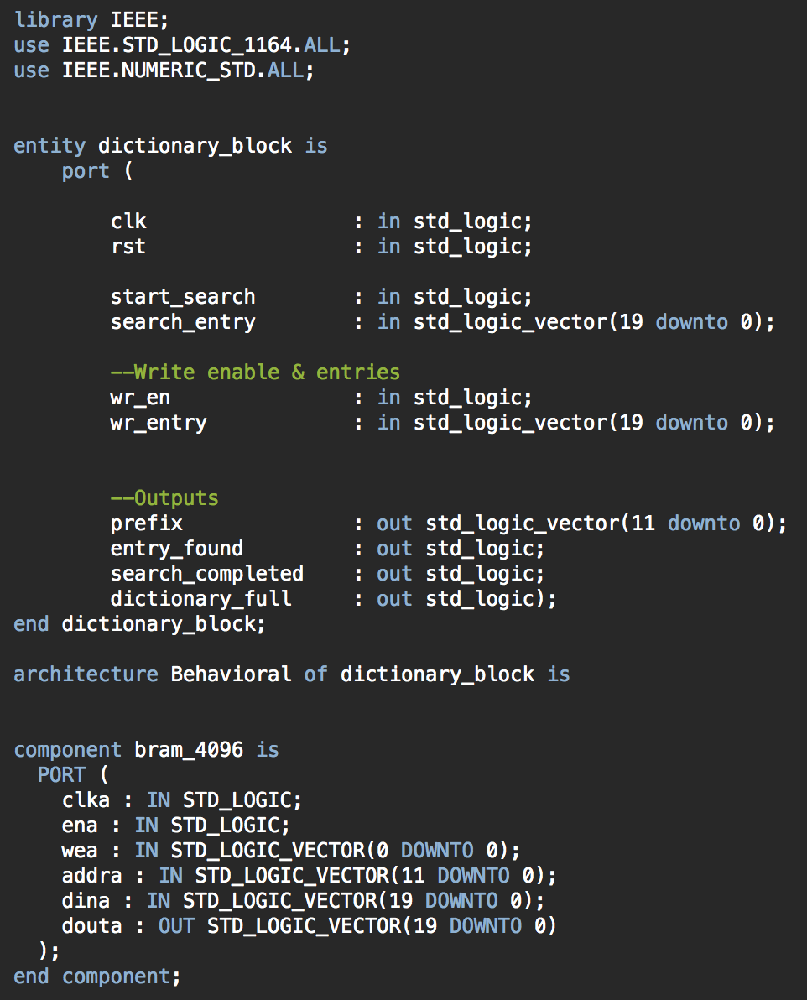 library IEEE;
use IEEE.STD_LOGIC_1164.ALL;
use IEEE.NUMERIC_STD.ALL;
entity dictionary_block is
    port (
        clk                 : in std_logic;
        rst                 : in std_logic;
        start_search        : in std_logic;
        search_entry        : in std_logic_vector(19 downto 0);
        --Write enable & entries
        wr_en               : in std_logic;
        wr_entry            : in std_logic_vector(19 downto 0);
        --Outputs
        prefix              : out std_logic_vector(11 downto 0);
        entry_found         : out std_logic;
        search_completed    : out std_logic;
        dictionary_full     : out std_logic);
end dictionary_block;
architecture Behavioral of dictionary_block is
component bram_4096 is
  PORT (
    clka : IN STD_LOGIC;
    ena : IN STD_LOGIC;
    wea : IN STD_LOGIC_VECTOR(0 DOWNTO 0);
    addra : IN STD_LOGIC_VECTOR(11 DOWNTO 0);
    dina : IN STD_LOGIC_VECTOR(19 DOWNTO 0);
    douta : OUT STD_LOGIC_VECTOR(19 DOWNTO 0)
  );
end component;